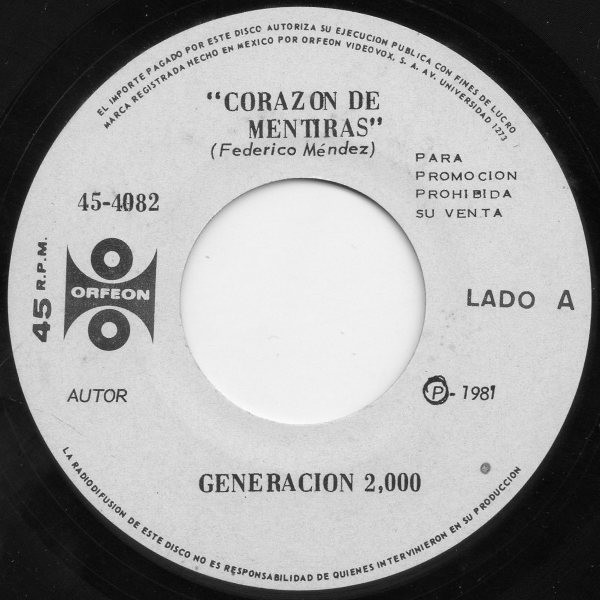 EL IMPORTE PAGADO POR ESTE DISCO AUTORIZA SU EJECUCION PUBLICA CON FINES DE LUCRO
MARCA REGISTRADA HECHO EN MEXICO POR ORFEON VIDEOVOX, S. A. AV. UNIVERSIDAD 1273
"CORAZON DE
MENTIRAS"
(Federico Méndez)
PARA
PROMOCION
PROHIBIDA
SU VENTA
45-4082
45 R.P.M.
ORFEON
LADO A
AUTOR
Ⓟ-1981
GENERACION 2,000
LA RADIODIFUSION DE ESTE DISCO NO ES RESPONSABILIDAD DE QUIENES INTERVINIERON EN SU PRODUCCION